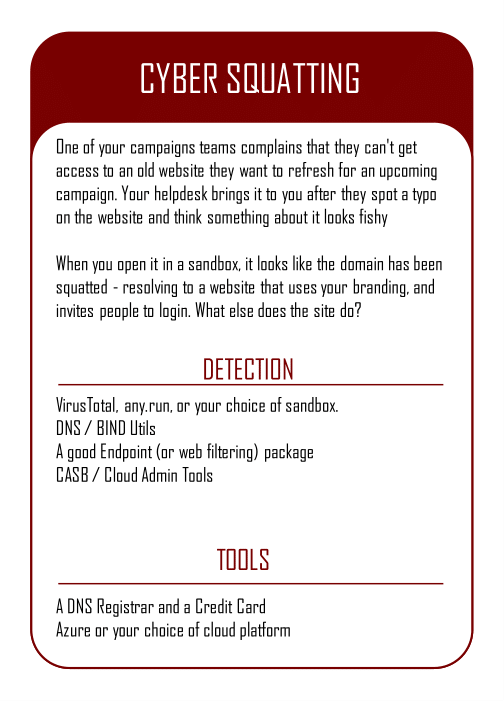 CYBER SQUATTING
One of your campaigns teams complains that they can't get
access to an old website they want to refresh for an upcoming
campaign. Your helpdesk brings it to you after they spot a typo
on the website and think something about it looks fishy
When you open it in a sandbox, it looks like the domain has been
squatted - resolving to a website that uses your branding, and
invites people to login. What else does the site do?
DETECTION
VirusTotal, any.run, or your choice of sandbox.
DNS / BIND Utils
A good Endpoint (or web filtering) package
CASB / Cloud Admin Tools
TOOLS
A DNS Registrar and a Credit Card
Azure or your choice of cloud platform